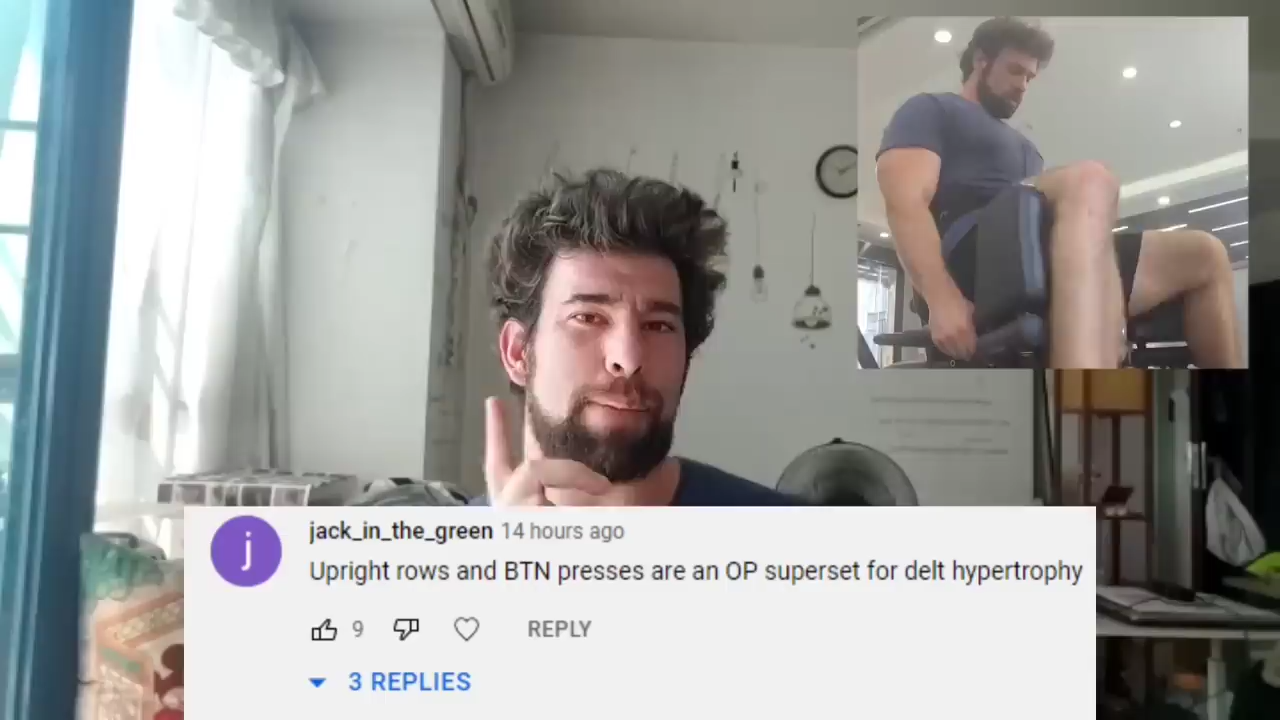 j
jack_in_the_green 14 hours ago
Upright rows and BTN presses are an OP superset for delt hypertrophy
9
REPLY
3 REPLIES